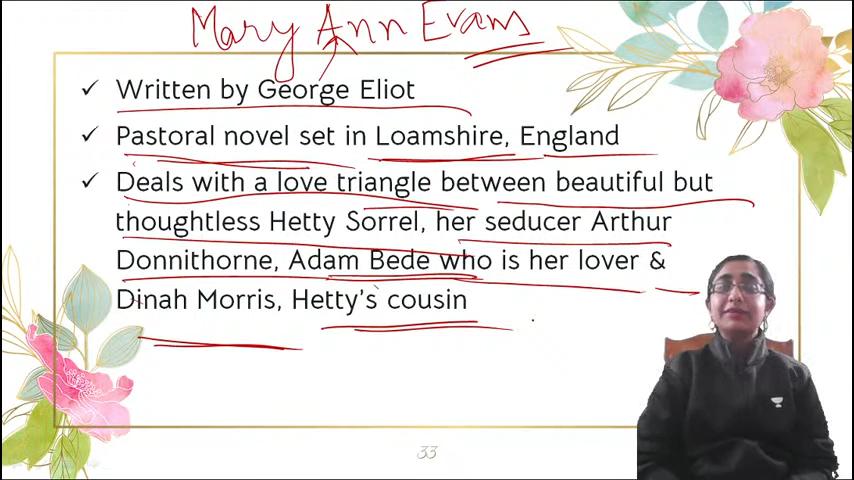 Mary Ann Evans
✓ Written by George Eliot
✓ Pastoral novel set in Loamshire, England
✓ Deals with a love triangle between beautiful but
thoughtless Hetty Sorrel, her seducer Arthur
Donnithorne, Adam Bede who is her lover &
Dinah Morris, Hetty's cousin
33